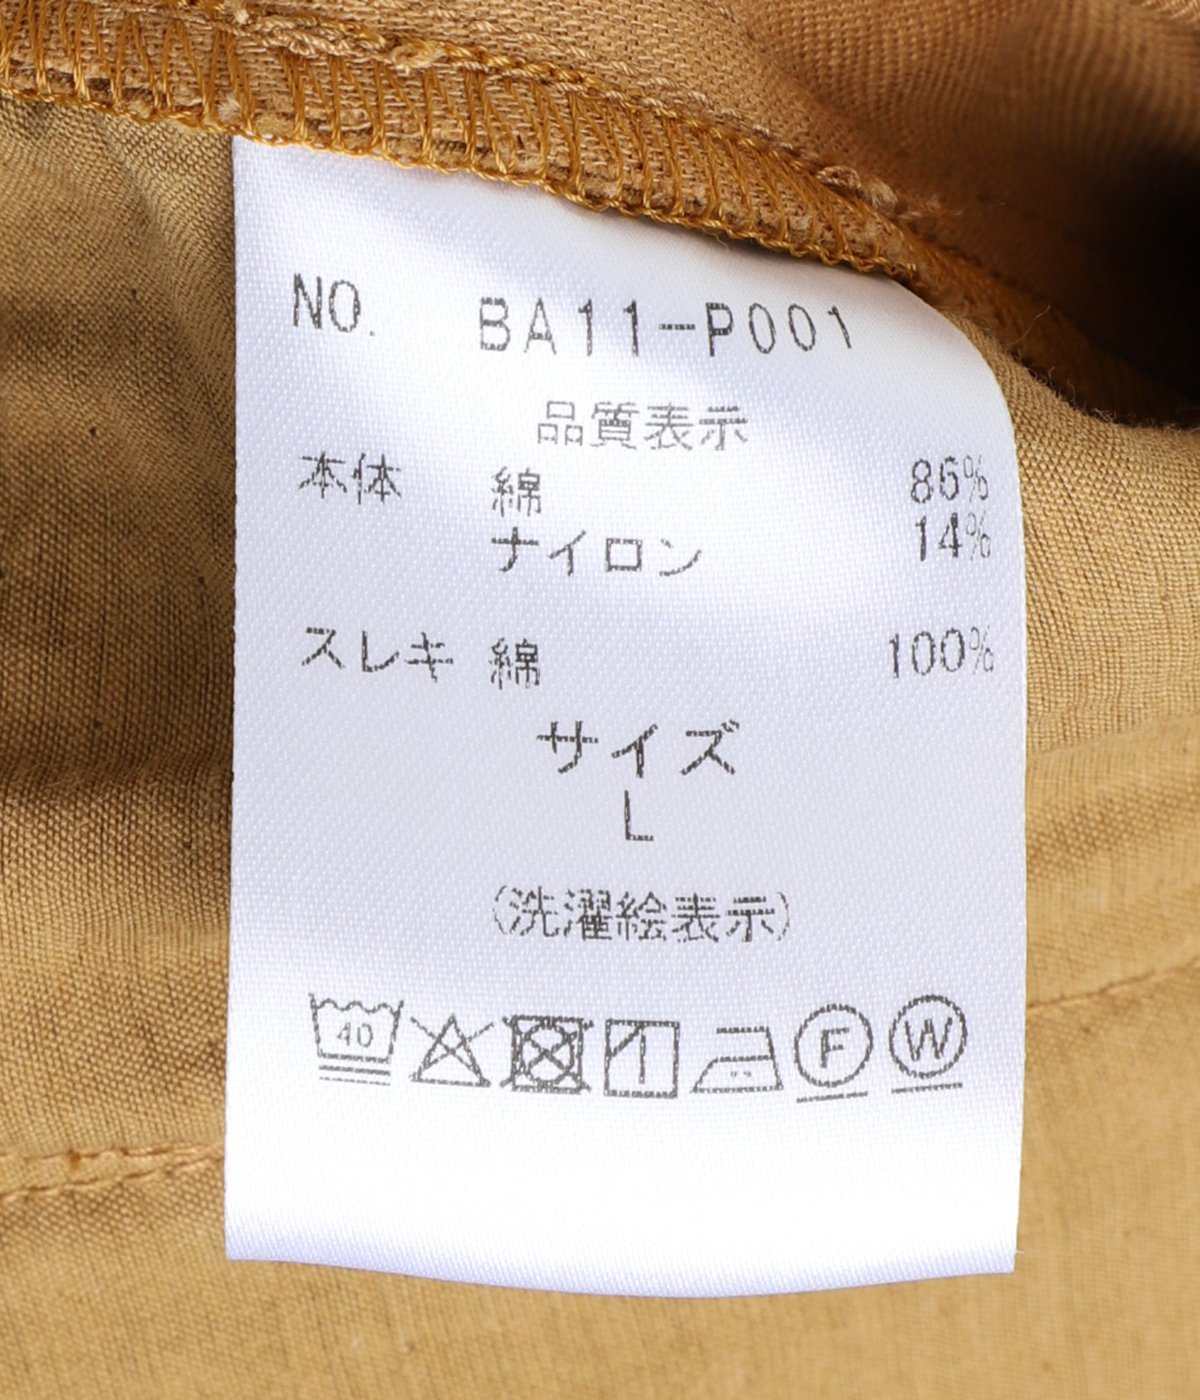 NO. BA11-P001
品質表示
本体 綿 86%
ナイロン 14%
スレキ 綿 100%
サイズ
L
(洗濯絵表示)
40 F W